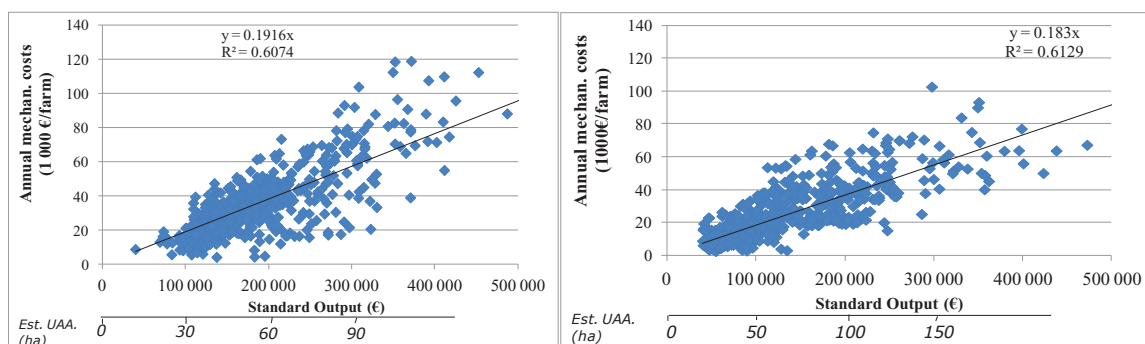 140
y = 0.1916x
R² = 0.6074
120
100
80
60
40
20
0
Annual mechan. costs
(1000 €/farm)
0
100 000
200 000
300 000
400 000
500 000
Standard Output (€)
Est. UAA.
(ha)
0
30
60
90
140
y = 0.183x
R² = 0.6129
120
100
80
60
40
20
0
Annual mechan. costs
(1000€/farm)
0
100 000
200 000
300 000
400 000
500 000
Standard Output (€)
Est. UAA.
(ha)
0
50
100
150